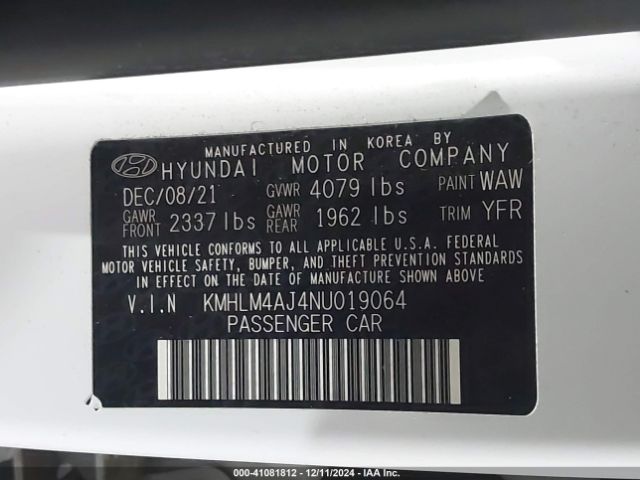 MANUFACTURED IN KOREA BY
HYUNDAI MOTOR COMPANY
DEC/08/21 GVWR 4079 lbs PAINT WAW
GAWR FRONT 2337 lbs GAWR REAR 1962 lbs TRIM YFR
THIS VEHICLE CONFORMS TO ALL APPLICABLE U.S.A. FEDERAL
MOTOR VEHICLE SAFETY, BUMPER, AND THEFT PREVENTION STANDARDS
IN EFFECT ON THE DATE OF MANUFACTURE SHOWN ABOVE.
V.I.N KMHLM4AJ4NU019064
PASSENGER CAR
000-41081812 - 12/11/2024 - IAA Inc.